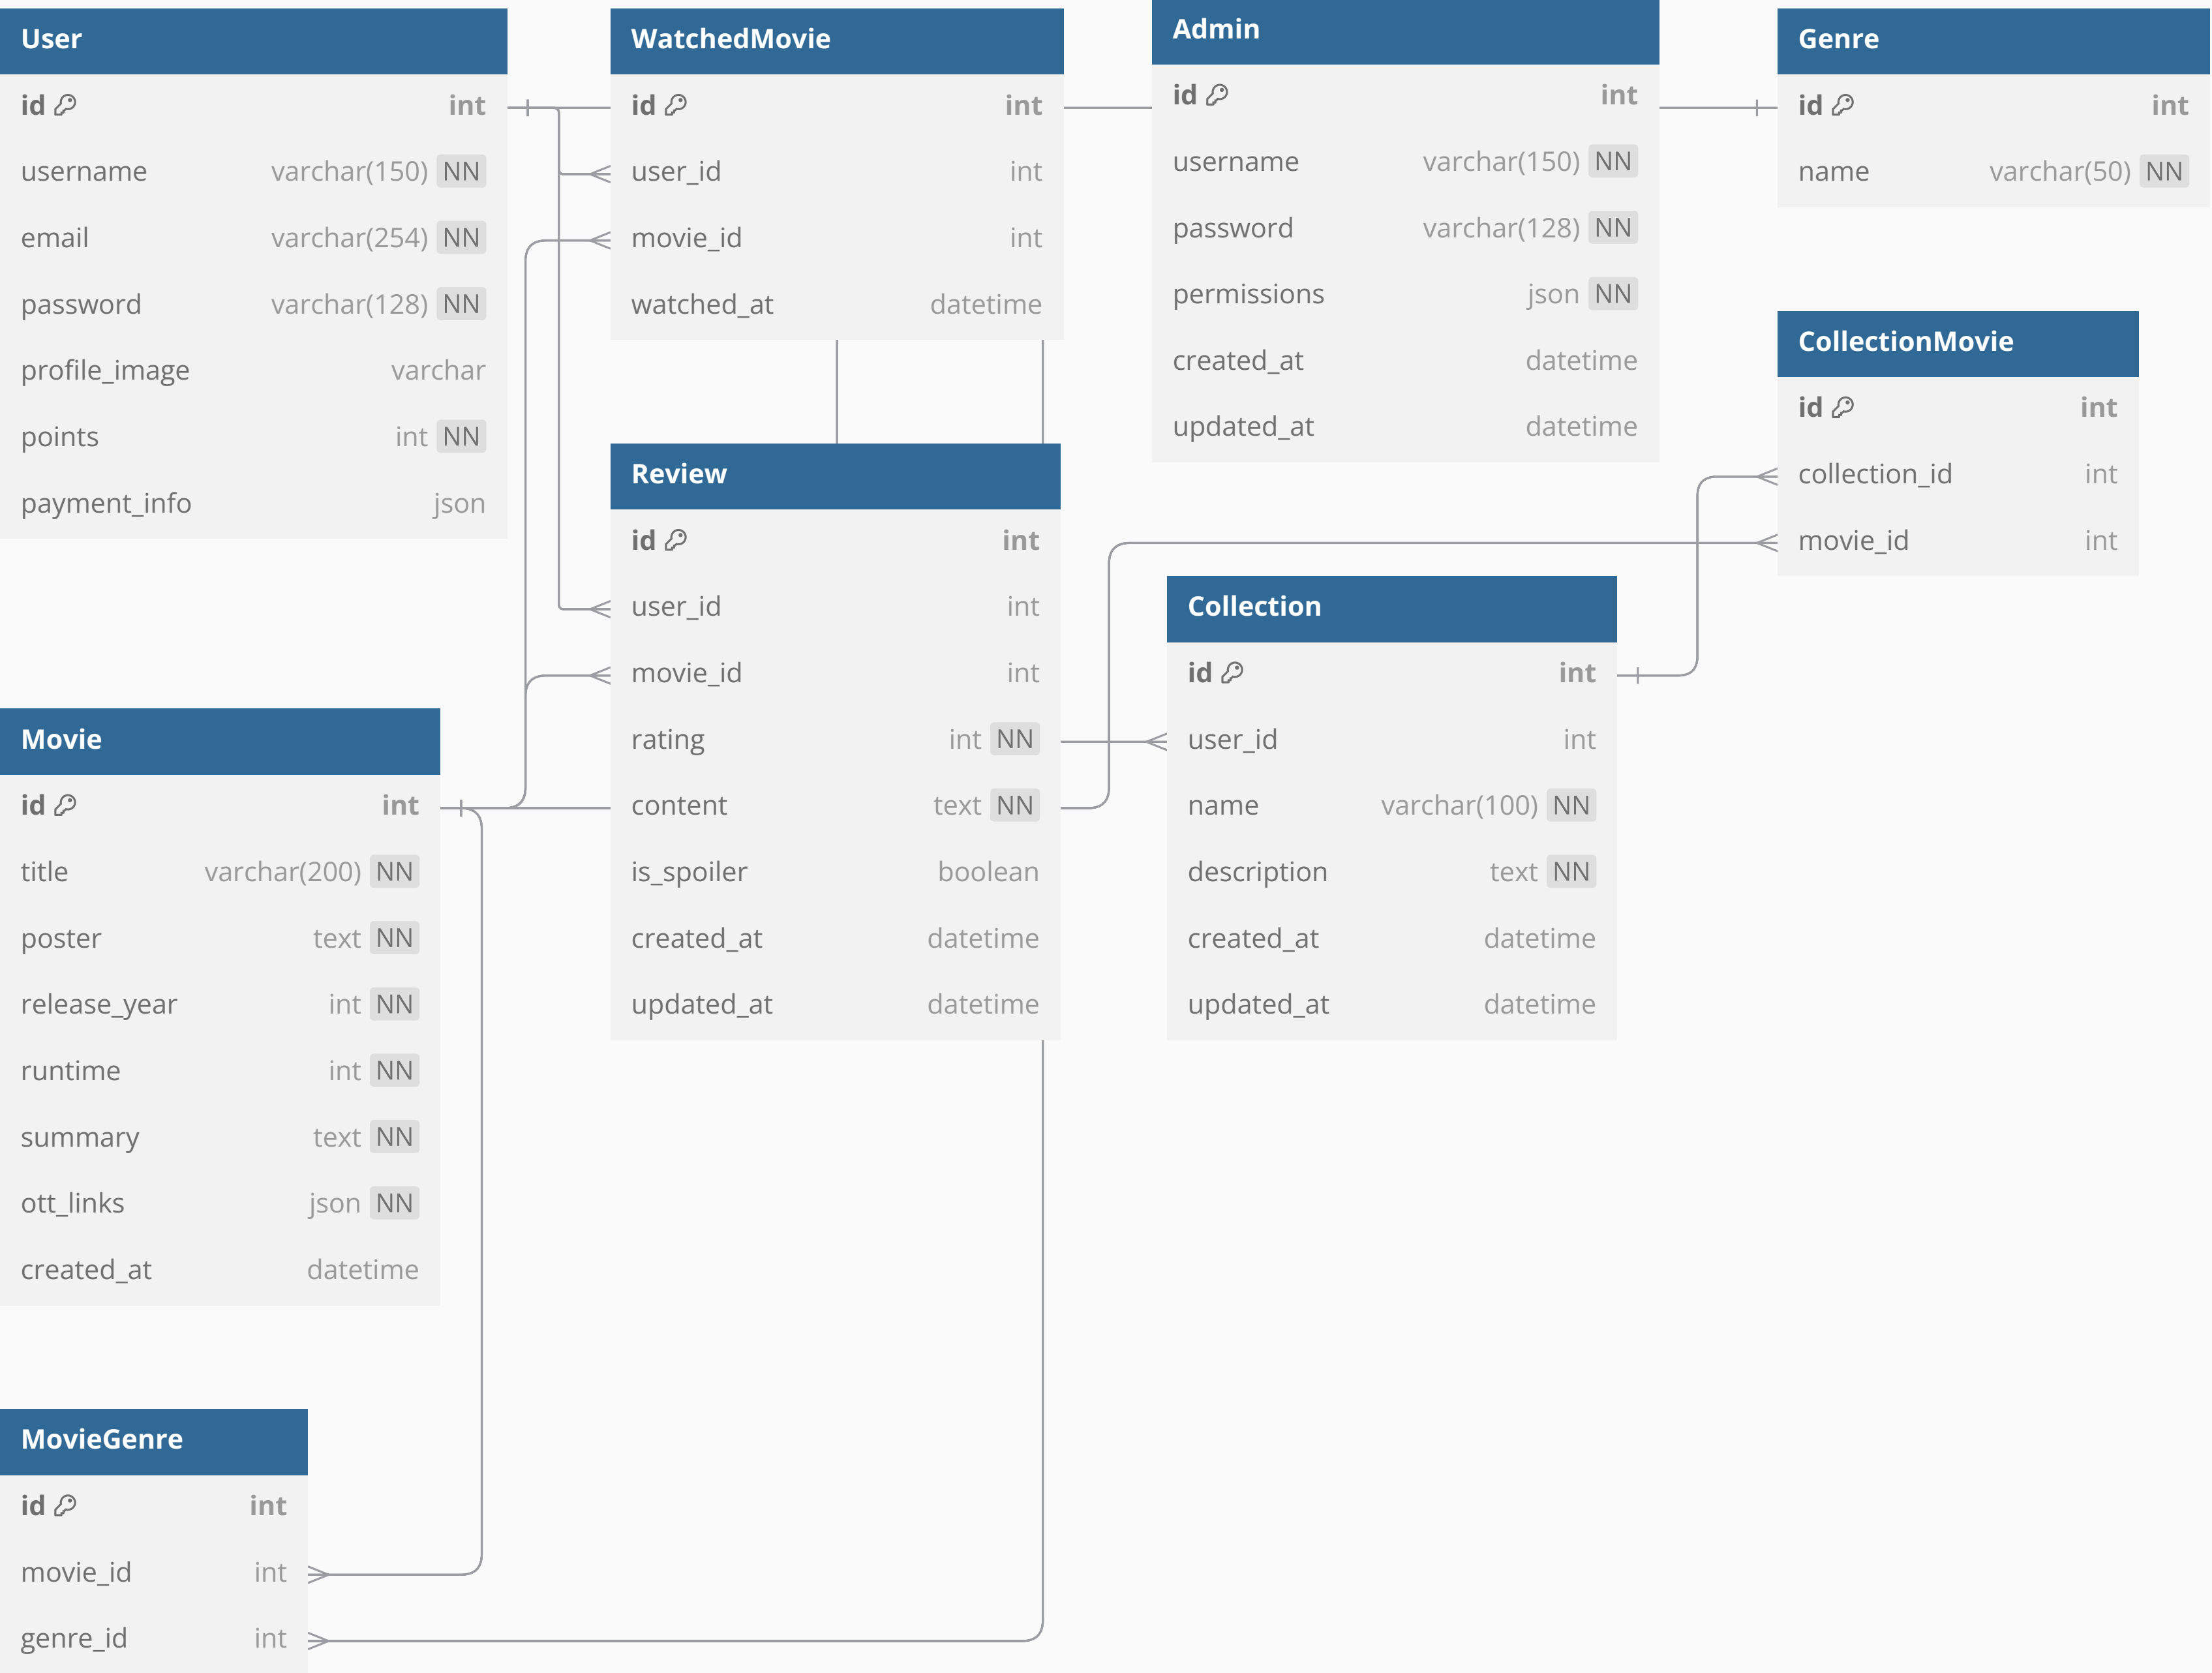 User
id int
username varchar(150) NN
email varchar(254) NN
password varchar(128) NN
profile_image varchar
points int NN
payment_info json
WatchedMovie
id int
user_id int
movie_id int
watched_at datetime
Admin
id int
username varchar(150) NN
password varchar(128) NN
permissions json NN
created_at datetime
updated_at datetime
Genre
id int
name varchar(50) NN
CollectionMovie
id int
collection_id int
movie_id int
Review
id int
user_id int
movie_id int
rating int NN
content text NN
is_spoiler boolean
created_at datetime
updated_at datetime
Collection
id int
user_id int
name varchar(100) NN
description text NN
created_at datetime
updated_at datetime
Movie
id int
title varchar(200) NN
poster text NN
release_year int NN
runtime int NN
summary text NN
ott_links json NN
created_at datetime
MovieGenre
id int
movie_id int
genre_id int